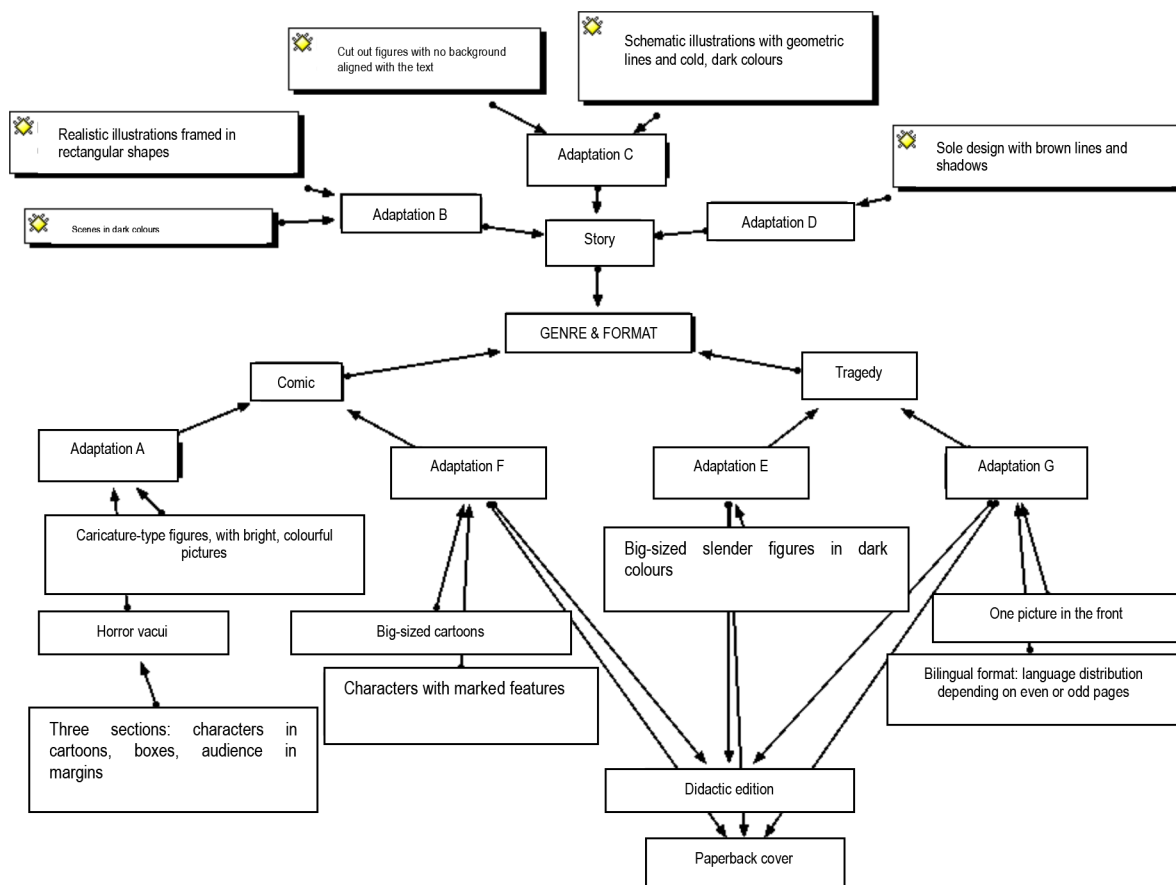 Cut out figures with no background
aligned with the text
Schematic illustrations with geometric
lines and cold, dark colours
Realistic illustrations framed in
rectangular shapes
Adaptation C
Sole design with brown lines and
shadows
Scenes in dark colours
Adaptation B
Story
Adaptation D
GENRE & FORMAT
Comic
Tragedy
Adaptation A
Adaptation F
Adaptation E
Adaptation G
Caricature-type figures, with bright, colourful
pictures
Big-sized slender figures in dark
colours
Horror vacui
Big-sized cartoons
One picture in the front
Characters with marked features
Bilingual format: language distribution
depending on even or odd pages
Three sections: characters in
cartoons, boxes, audience in
margins
Didactic edition
Paperback cover